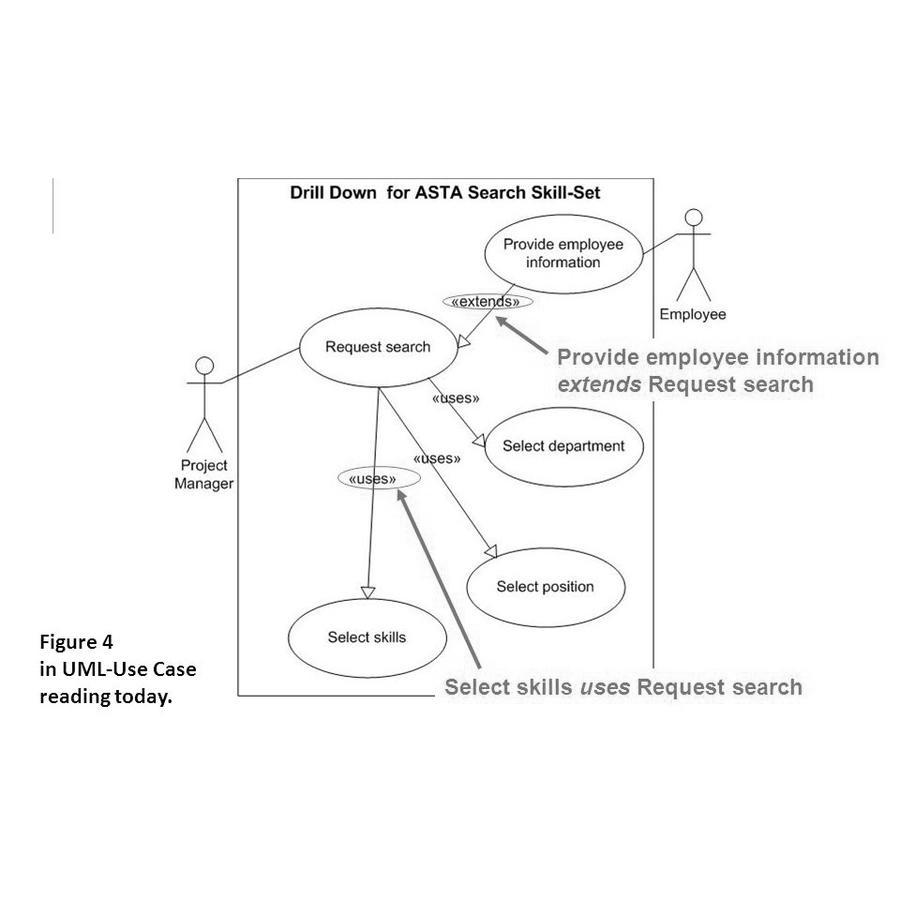 Drill Down  for ASTA Search Skill-Set
Provide employee
information
«extends»
Employee
Request search
Provide employee information
extends Request search
«uses»
Select department
Project
Manager
«uses»
«uses»
Select position
Select skills
Figure 4
in UML-Use Case
reading today.
Select skills uses Request search